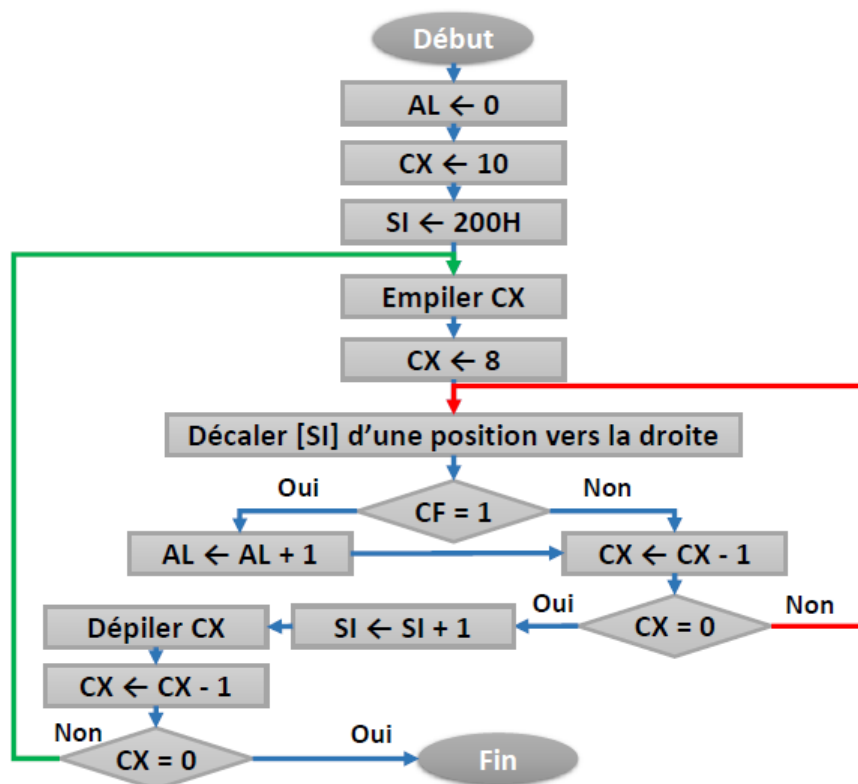 Début
AL ← 0
CX ← 10
SI ← 200H
Empiler CX
CX ← 8
Décaler [SI] d’une position vers la droite
Oui
CF = 1
Non
AL ← AL + 1
CX ← CX - 1
Dépiler CX
SI ← SI + 1
Oui
CX = 0
Non
CX ← CX - 1
Non
CX = 0
Oui
Fin